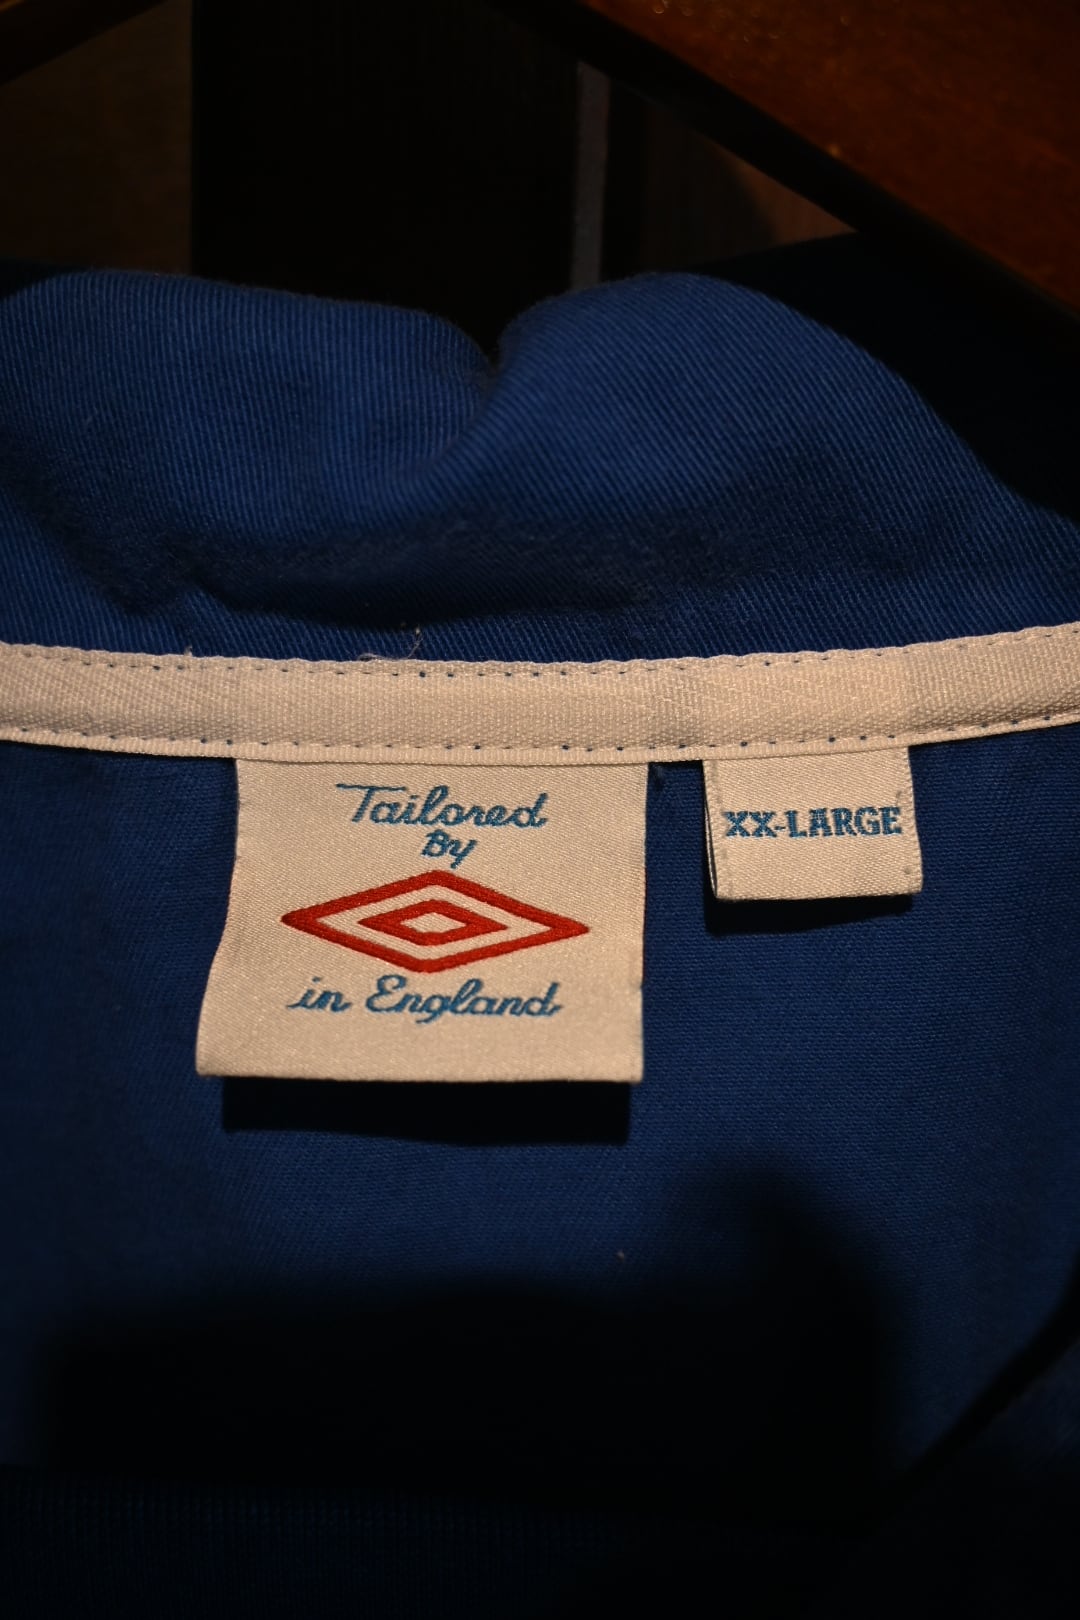 Tailored
By
in England
XX-LARGE